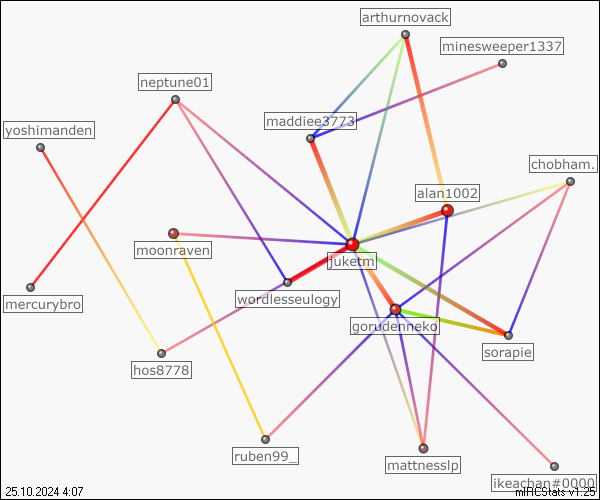 arthurnovack
minesweeper1337
neptune01
maddiee3773
yoshimanden
chobham.
alan1002
moonraven
juketm
mercurybro
wordlesseulogy
gorudenneko
sorapie
hos8778
ruben99_
mattnesslp
ikeachan#0000
25.10.2024 4:07
mIRCStats v1.25